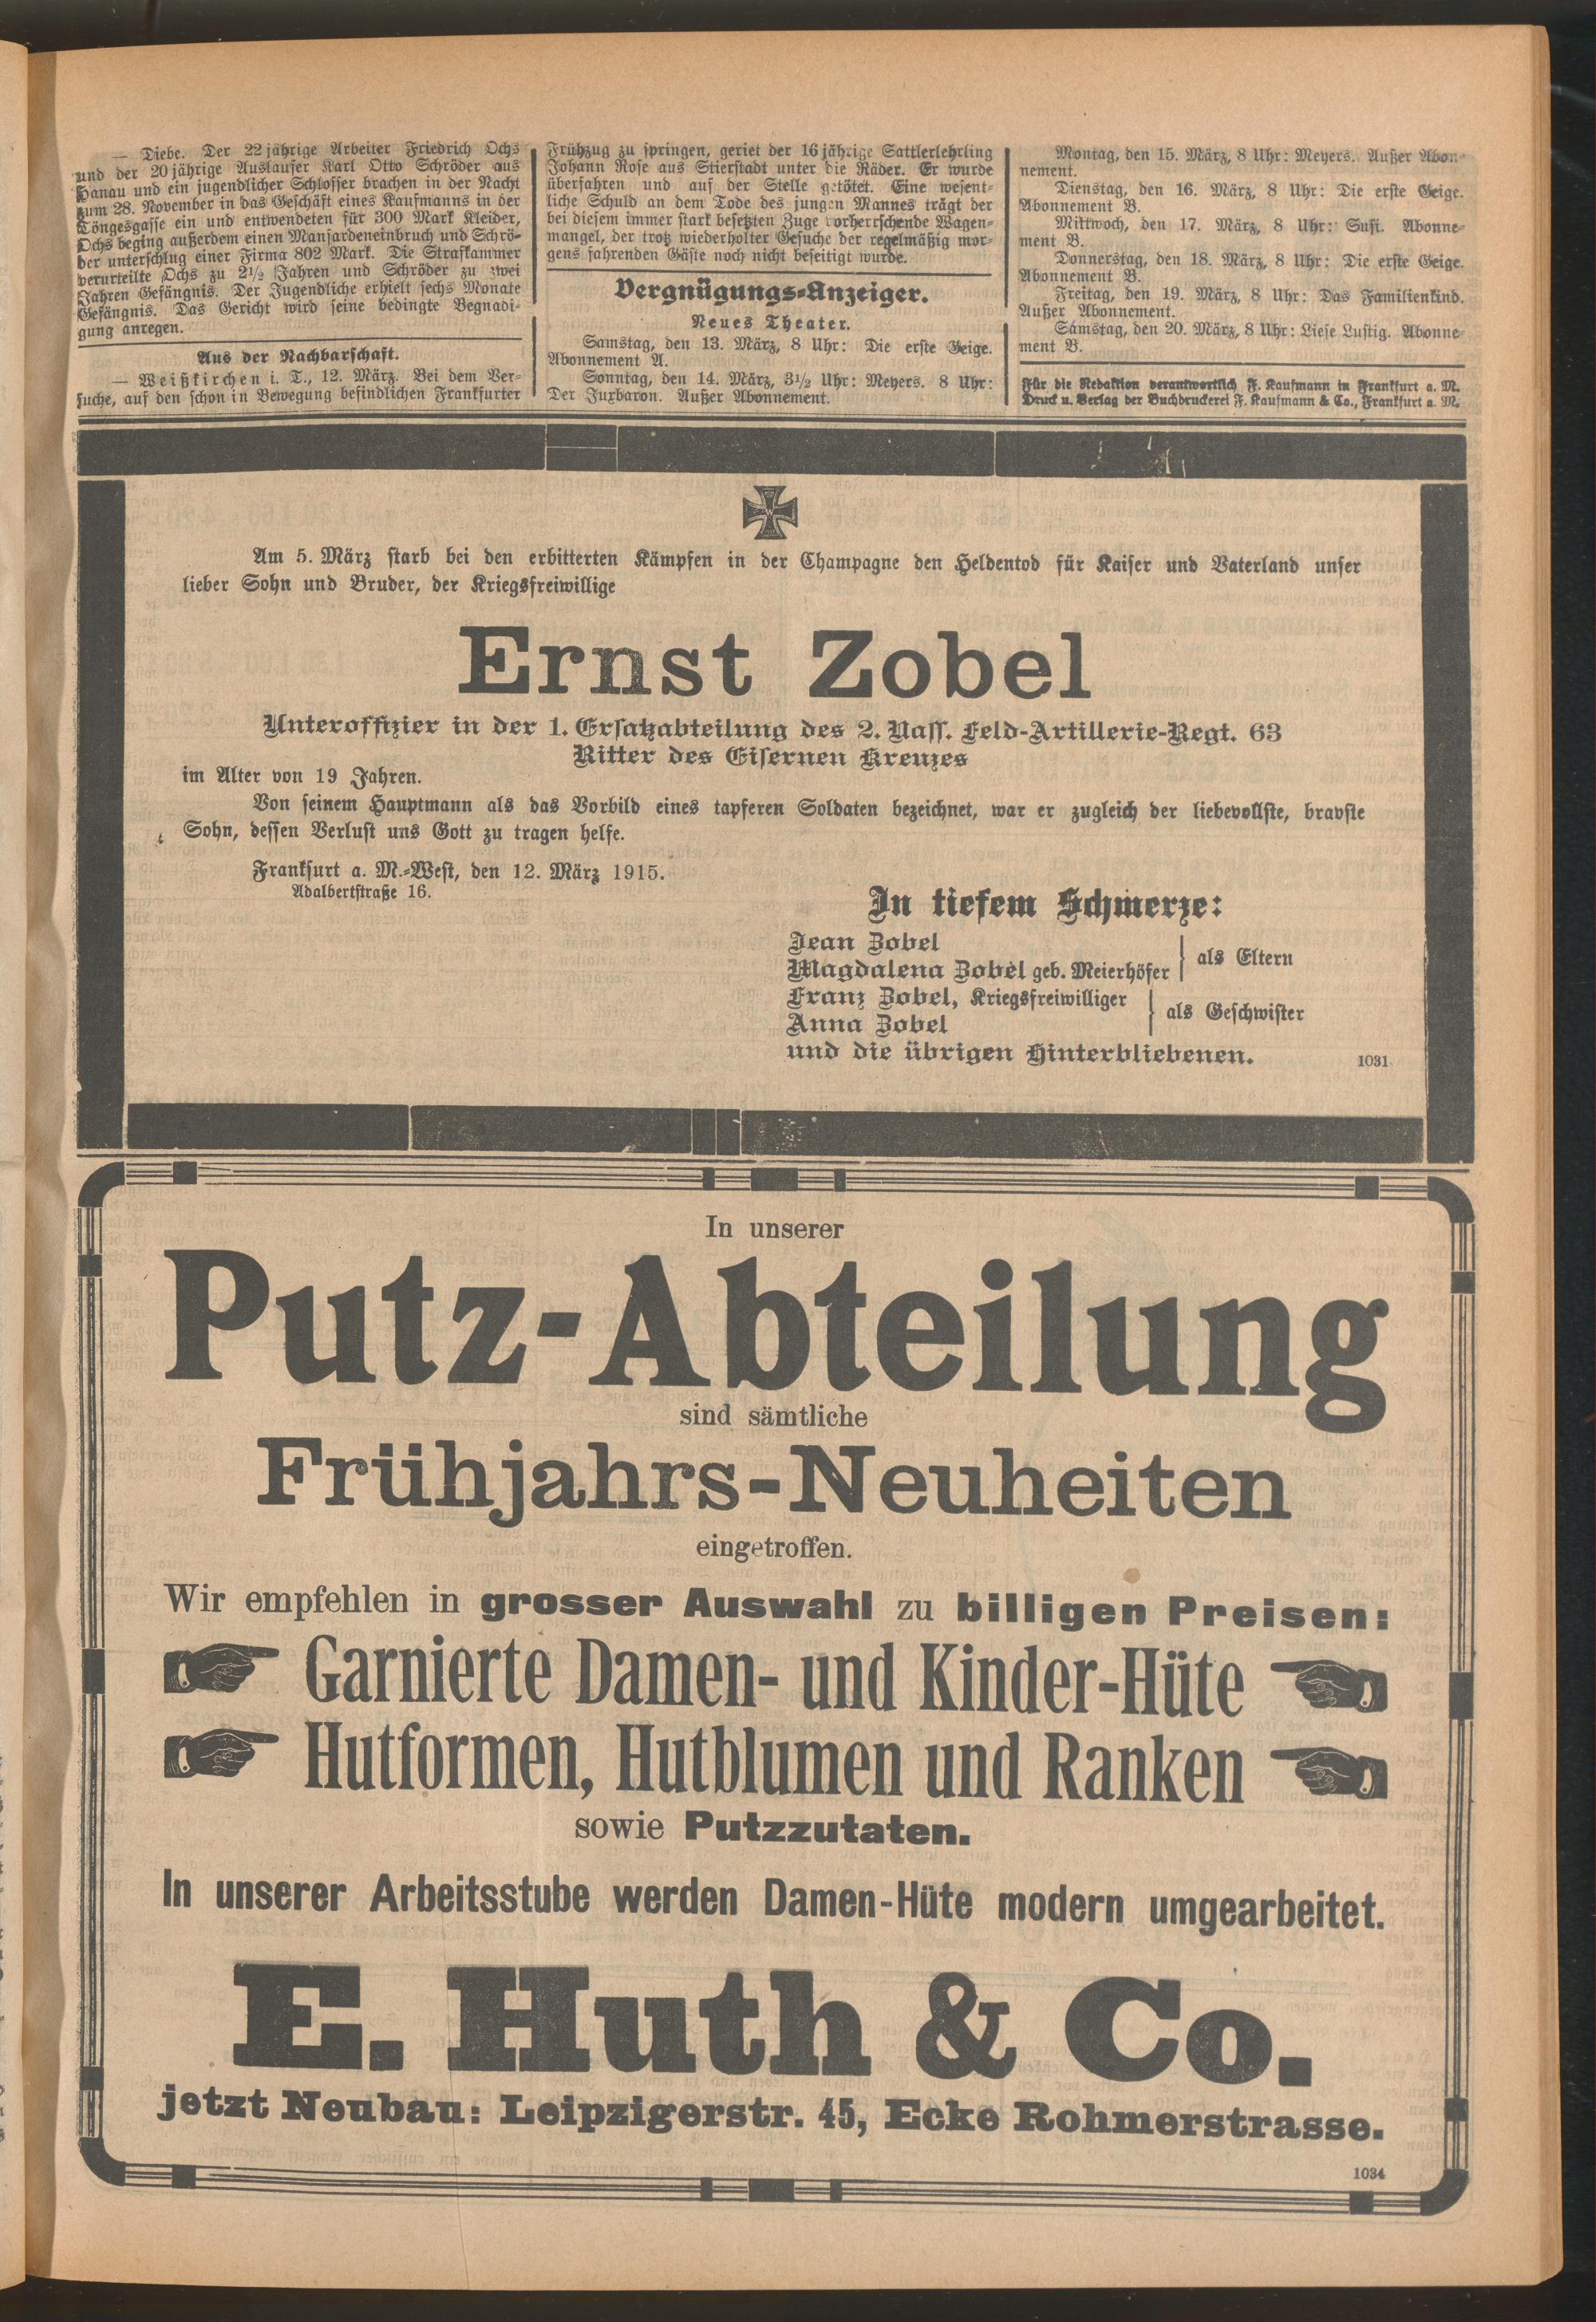 — Diebe. Der 22 jährige Arbeiter Friedrich Ochs
und der 20 jährige Auslaufer Karl Otto Schröder aus
Hanau und ein jugendlicher Schlosser brachen in der Nacht
zum 28. November in das Geschäft eines Kaufmanns in der
Töngesgasse ein und entwendeten für 300 Mark Kleider,
Ochs beging außerdem einen Mansardeneinbruch und Schrö-
der unterschlug einer Firma 802 Mark. Die Strafkammer
verurteilte Ochs zu 2½ Jahren und Schröder zu zwei
Jahren Gefängnis. Der Jugendliche erhielt sechs Monate
Gefängnis. Das Gericht wird seine bedingte Begnadi-
gung anregen.
Aus der Nachbarschaft.
— Weißkirchen i. T., 12. März. Bei dem Ver-
suche, auf den schon in Bewegung befindlichen Frankfurter
Frühzug zu springen, geriet der 16 jährige Sattlerlehrling
Johann Rose aus Stierstadt unter die Räder. Er wurde
überfahren und auf der Stelle getötet. Eine wesent-
liche Schuld an dem Tode des jungen Mannes trägt der
bei diesem immer stark besetzten Zuge vorherrschende Wagen-
mangel, der trotz wiederholter Gesuche der regelmäßig mor-
gens fahrenden Gäste noch nicht beseitigt wurde.
Vergnügungs-Anzeiger.
Neues Theater.
Samstag, den 13. März, 8 Uhr: Die erste Geige.
Abonnement A.
Sonntag, den 14. März, 3½ Uhr: Meyers. 8 Uhr:
Der Juxbaron. Außer Abonnement.
Montag, den 15. März, 8 Uhr: Meyers. Außer Abon-
nement.
Dienstag, den 16. März, 8 Uhr: Die erste Geige.
Abonnement B.
Mittwoch, den 17. März, 8 Uhr: Susi. Abonne-
ment B.
Donnerstag, den 18. März, 8 Uhr: Die erste Geige.
Abonnement B.
Freitag, den 19. März, 8 Uhr: Das Familienkind.
Außer Abonnement.
Samstag, den 20. März, 8 Uhr: Liese Lustig. Abonne-
ment B.
Für die Redaktion verantwortlich F. Kaufmann in Frankfurt a. M.
Druck u. Verlag der Buchdruckerei F. Kaufmann & Co., Frankfurt a. M.
Am 5. März starb bei den erbitterten Kämpfen in der Champagne den Heldentod für Kaiser und Vaterland unser
lieber Sohn und Bruder, der Kriegsfreiwillige
Ernst Zobel
Unteroffizier in der 1. Ersatzabteilung des 2. Nass. Feld-Artillerie-Regt. 63
Ritter des Eisernen Kreuzes
im Alter von 19 Jahren.
Von seinem Hauptmann als das Vorbild eines tapferen Soldaten bezeichnet, war er zugleich der liebevollste, bravste
Sohn, dessen Verlust uns Gott zu tragen helfe.
Frankfurt a. M.-West, den 12. März 1915.
Adalbertstraße 16.
In tiefem Schmerze:
Jean Zobel
Magdalena Zobel geb. Meierhöfer } als Eltern
Franz Zobel, Kriegsfreiwilliger
Anna Zobel } als Geschwister
und die übrigen Hinterbliebenen.
1031
In unserer
Putz-Abteilung
sind sämtliche
Frühjahrs-Neuheiten
eingetroffen.
Wir empfehlen in grosser Auswahl zu billigen Preisen:
Garnierte Damen- und Kinder-Hüte
Hutformen, Hutblumen und Ranken
sowie Putzzutaten.
In unserer Arbeitsstube werden Damen-Hüte modern umgearbeitet.
E. Huth & Co.
jetzt Neubau: Leipzigerstr. 45, Ecke Rohmerstrasse.
1034